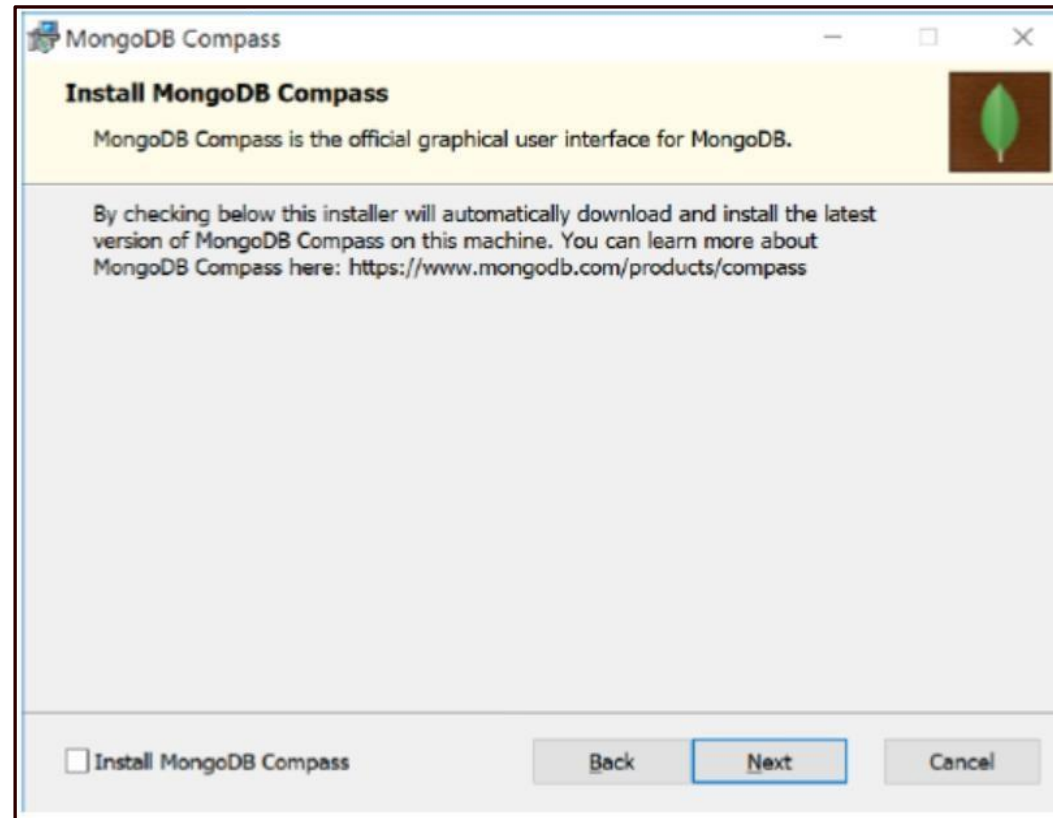 MongoDB Compass
Install MongoDB Compass
MongoDB Compass is the official graphical user interface for MongoDB.
By checking below this installer will automatically download and install the latest
version of MongoDB Compass on this machine. You can learn more about
MongoDB Compass here: https://www.mongodb.com/products/compass
Install MongoDB Compass
Back
Next
Cancel